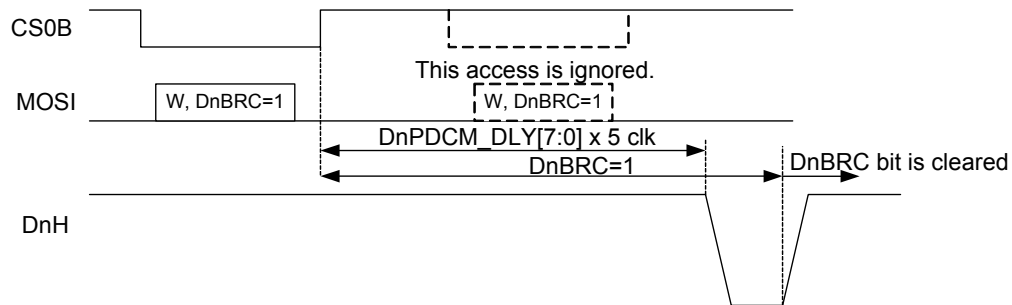 CS0B
This access is ignored.
MOSI
W, DnBRC=1
W, DnBRC=1
DnPDCM_DLY[7:0] x 5 clk
DnBRC=1
DnBRC bit is cleared
DnH